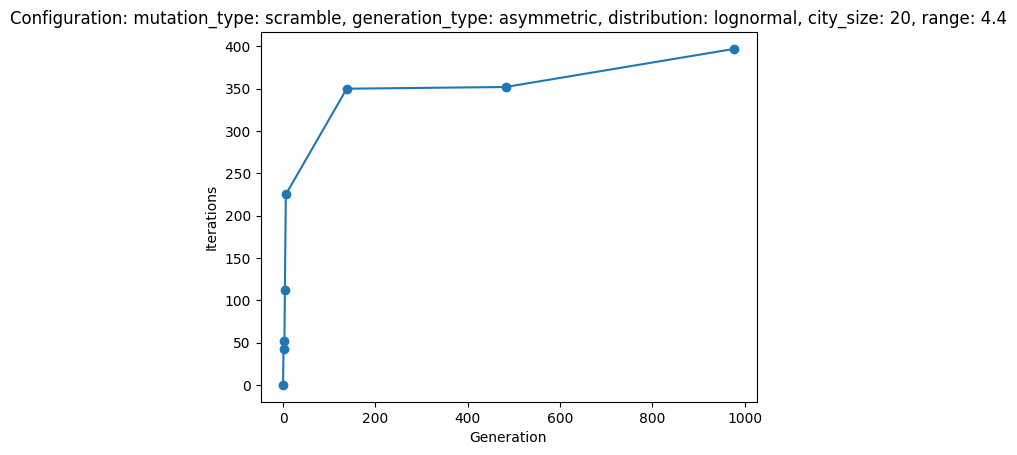 Configuration: mutation_type: scramble, generation_type: asymmetric, distribution: lognormal, city_size: 20, range: 4.4
400
350
300
250
200
150
100
50
0
Iterations
0 200 400 600 800 1000
Generation